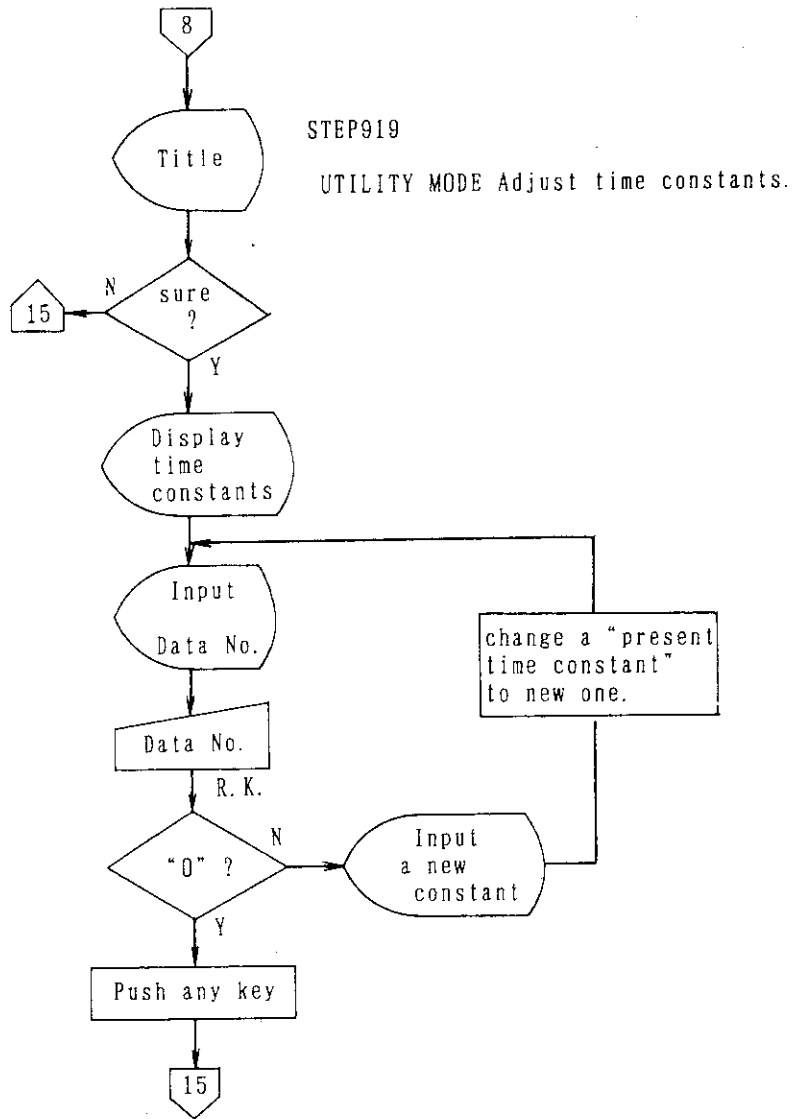 8
Title
STEP919
UTILITY MODE Adjust time constants.
N
sure
?
15
Y
Display
time
constants
Input
Data No.
change a "present
time constant"
to new one.
Data No.
R.K.
"0" ?
N
Input
a new
constant
Y
Push any key
15